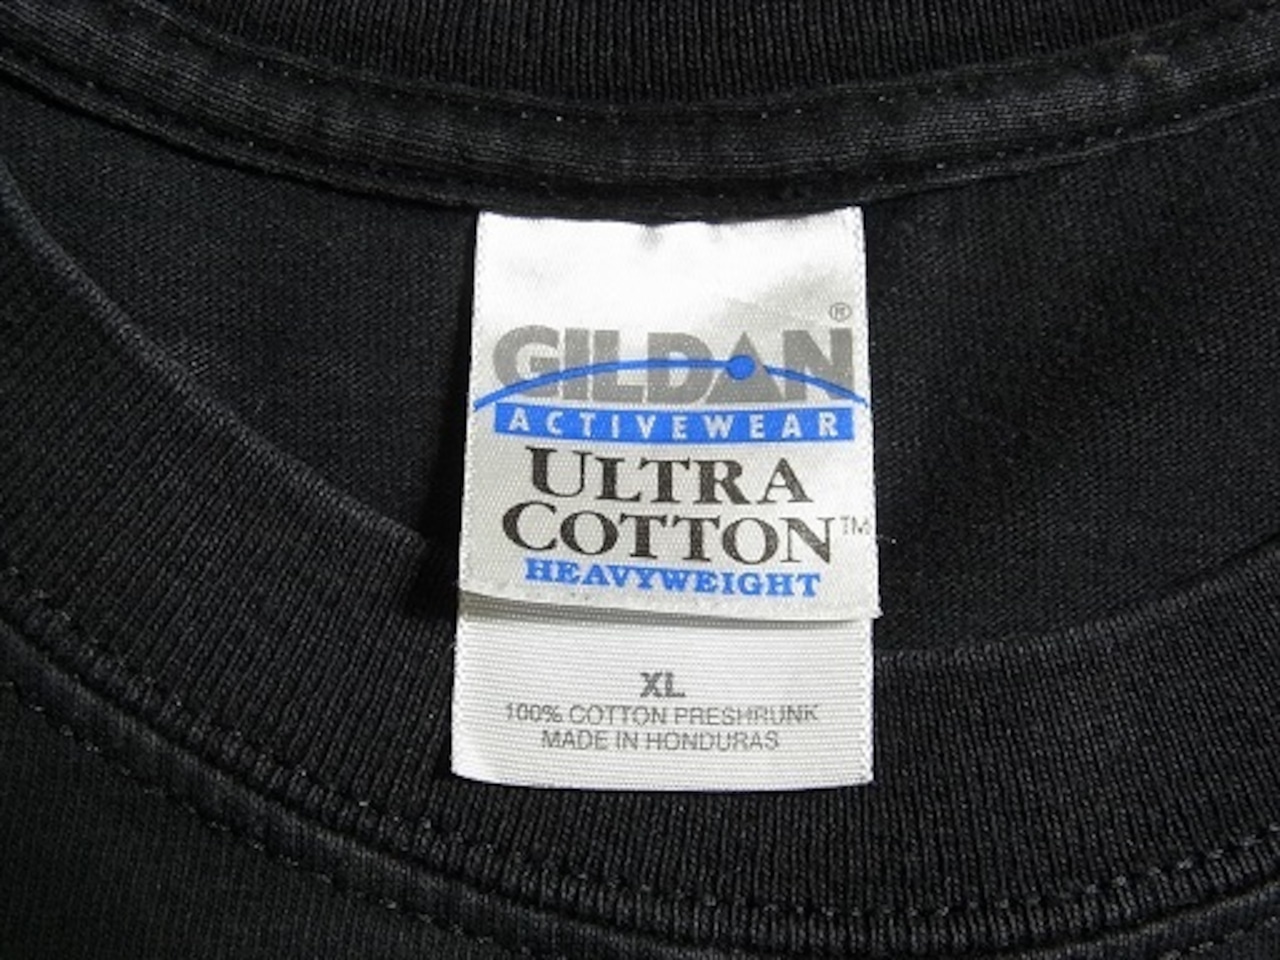 GILDAN®
ACTIVEWEAR
ULTRA
COTTON™
HEAVYWEIGHT
XL
100% COTTON PRESHRUNK
MADE IN HONDURAS